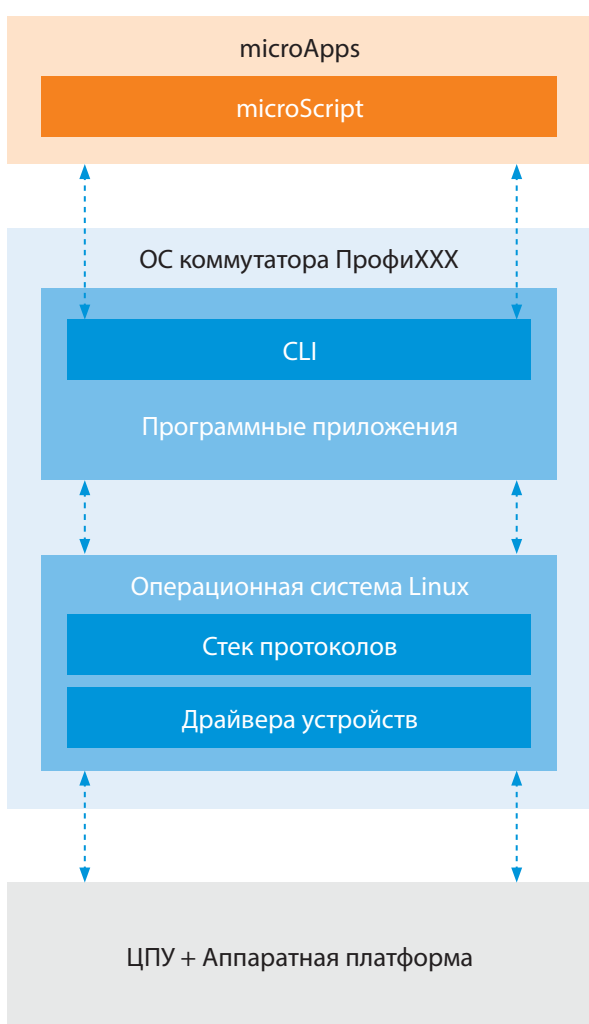 microApps
microScript
ОС коммутатора ПрофиXXX
CLI
Программные приложения
Операционная система Linux
Стек протоколов
Драйвера устройств
ЦПУ + Аппаратная платформа